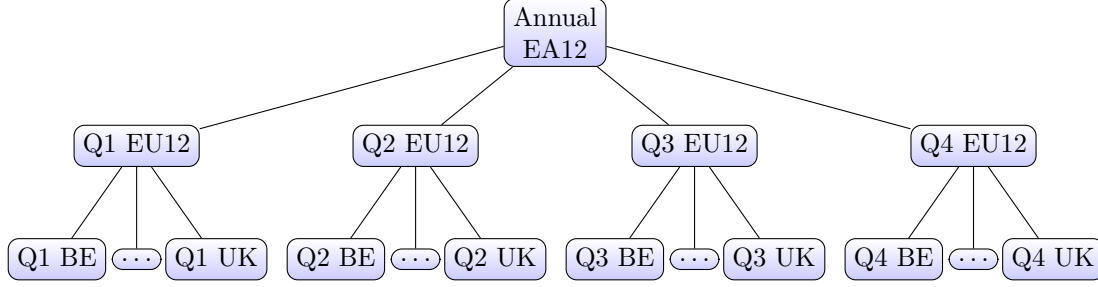 Annual
EA12
Q1 EU12
Q2 EU12
Q3 EU12
Q4 EU12
Q1 BE
···
Q1 UK
Q2 BE
···
Q2 UK
Q3 BE
···
Q3 UK
Q4 BE
···
Q4 UK